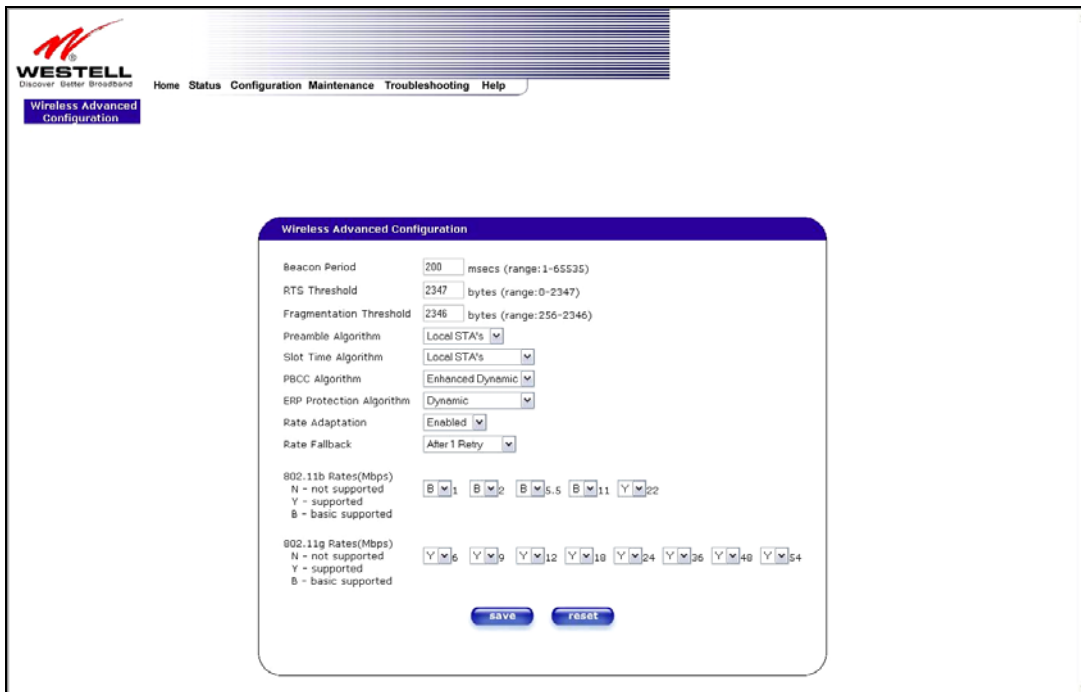 WESTELL
Discover Better Broadband
Home Status Configuration Maintenance Troubleshooting Help
Wireless Advanced
Configuration
Wireless Advanced Configuration
Beacon Period 200 msecs (range:1-65535)
RTS Threshold 2347 bytes (range:0-2347)
Fragmentation Threshold 2346 bytes (range:256-2346)
Preamble Algorithm Local STA's
Slot Time Algorithm Local STA's
PBCC Algorithm Enhanced Dynamic
ERP Protection Algorithm Dynamic
Rate Adaptation Enabled
Rate Fallback After 1 Retry
802.11b Rates(Mbps)
N - not supported
Y - supported
B - basic supported
B 1 B 2 B 5.5 B 11 Y 22
802.11g Rates(Mbps)
N - not supported
Y - supported
B - basic supported
Y 6 Y 9 Y 12 Y 18 Y 24 Y 36 Y 48 Y 54
save reset